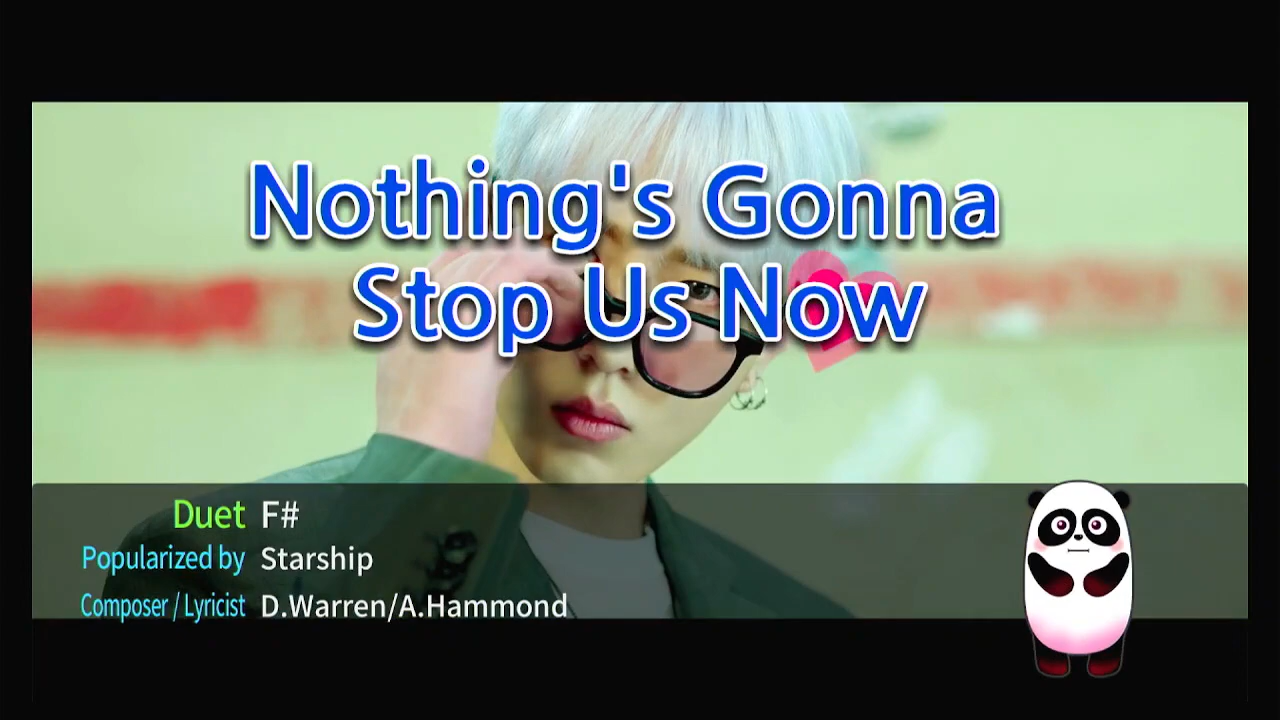 Nothing's Gonna
Stop Us Now
Duet F#
Popularized by Starship
Composer / Lyricist D.Warren/A.Hammond